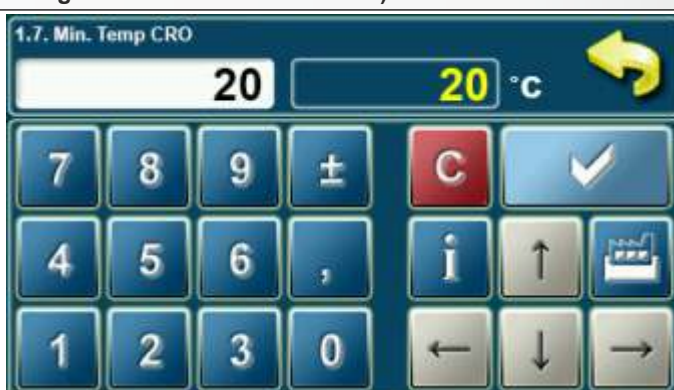 1.7. Min. Temp CRO
20 20 °C
7 8 9 ± C
4 5 6 , i ↑
1 2 3 0 ← ↓ →